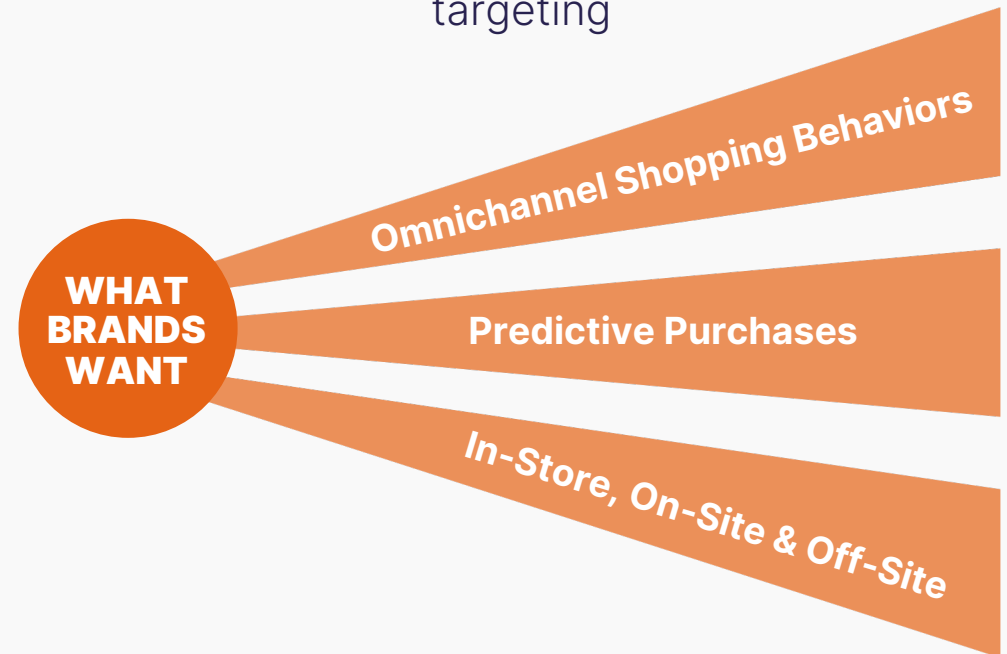 targeting
WHAT
BRANDS
WANT
Omnichannel Shopping Behaviors
Predictive Purchases
In-Store, On-Site & Off-Site